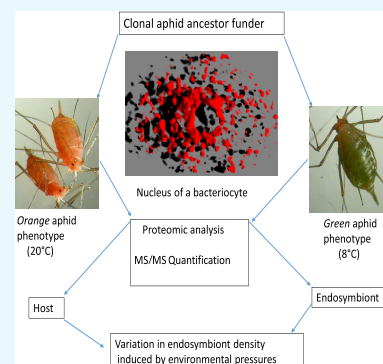 Clonal aphid ancestor funder
Nucleus of a bacteriocyte
Orange aphid
phenotype
(20°C)
Green aphid
phenotype
(8°C)
Proteomic analysis
MS/MS Quantification
Host
Endosymbiont
Variation in endosymbiont density
induced by environmental pressures